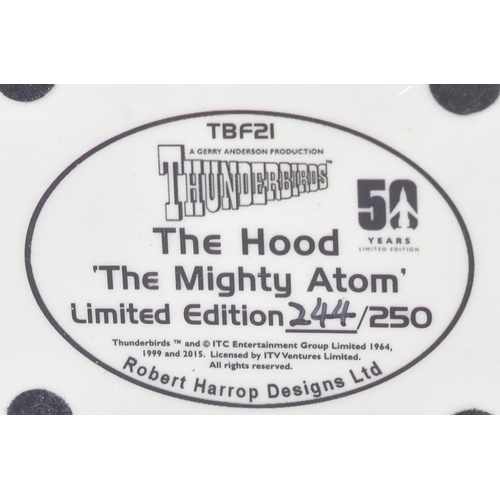 TBF21
A GERRY ANDERSON PRODUCTION
THUNDERBIRDS™
50
YEARS
LIMITED EDITION
The Hood
'The Mighty Atom'
Limited Edition 244/250
Thunderbirds ™ and © ITC Entertainment Group Limited 1964,
1999 and 2015. Licensed by ITV Ventures Limited.
All rights reserved.
Robert Harrop Designs Ltd